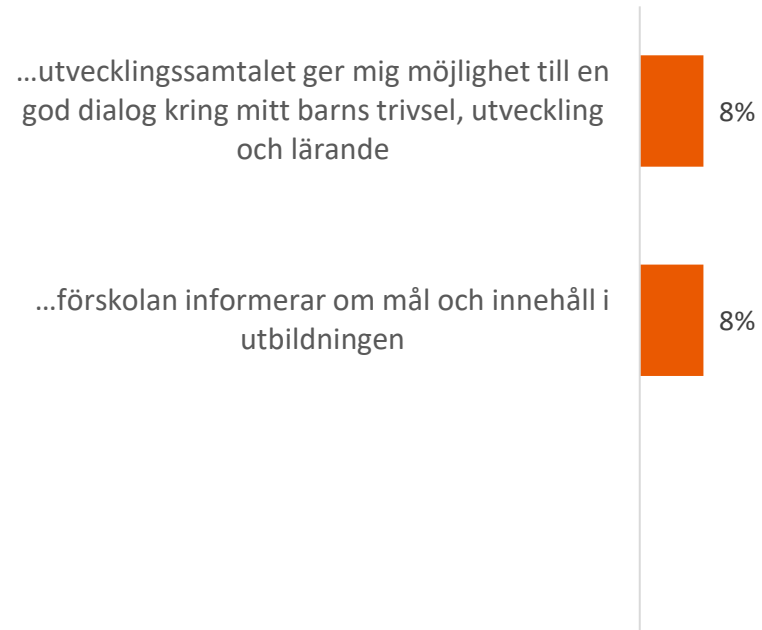 …utvecklingssamtalet ger mig möjlighet till en
god dialog kring mitt barns trivsel, utveckling
och lärande
8%
…förskolan informerar om mål och innehåll i
utbildningen
8%